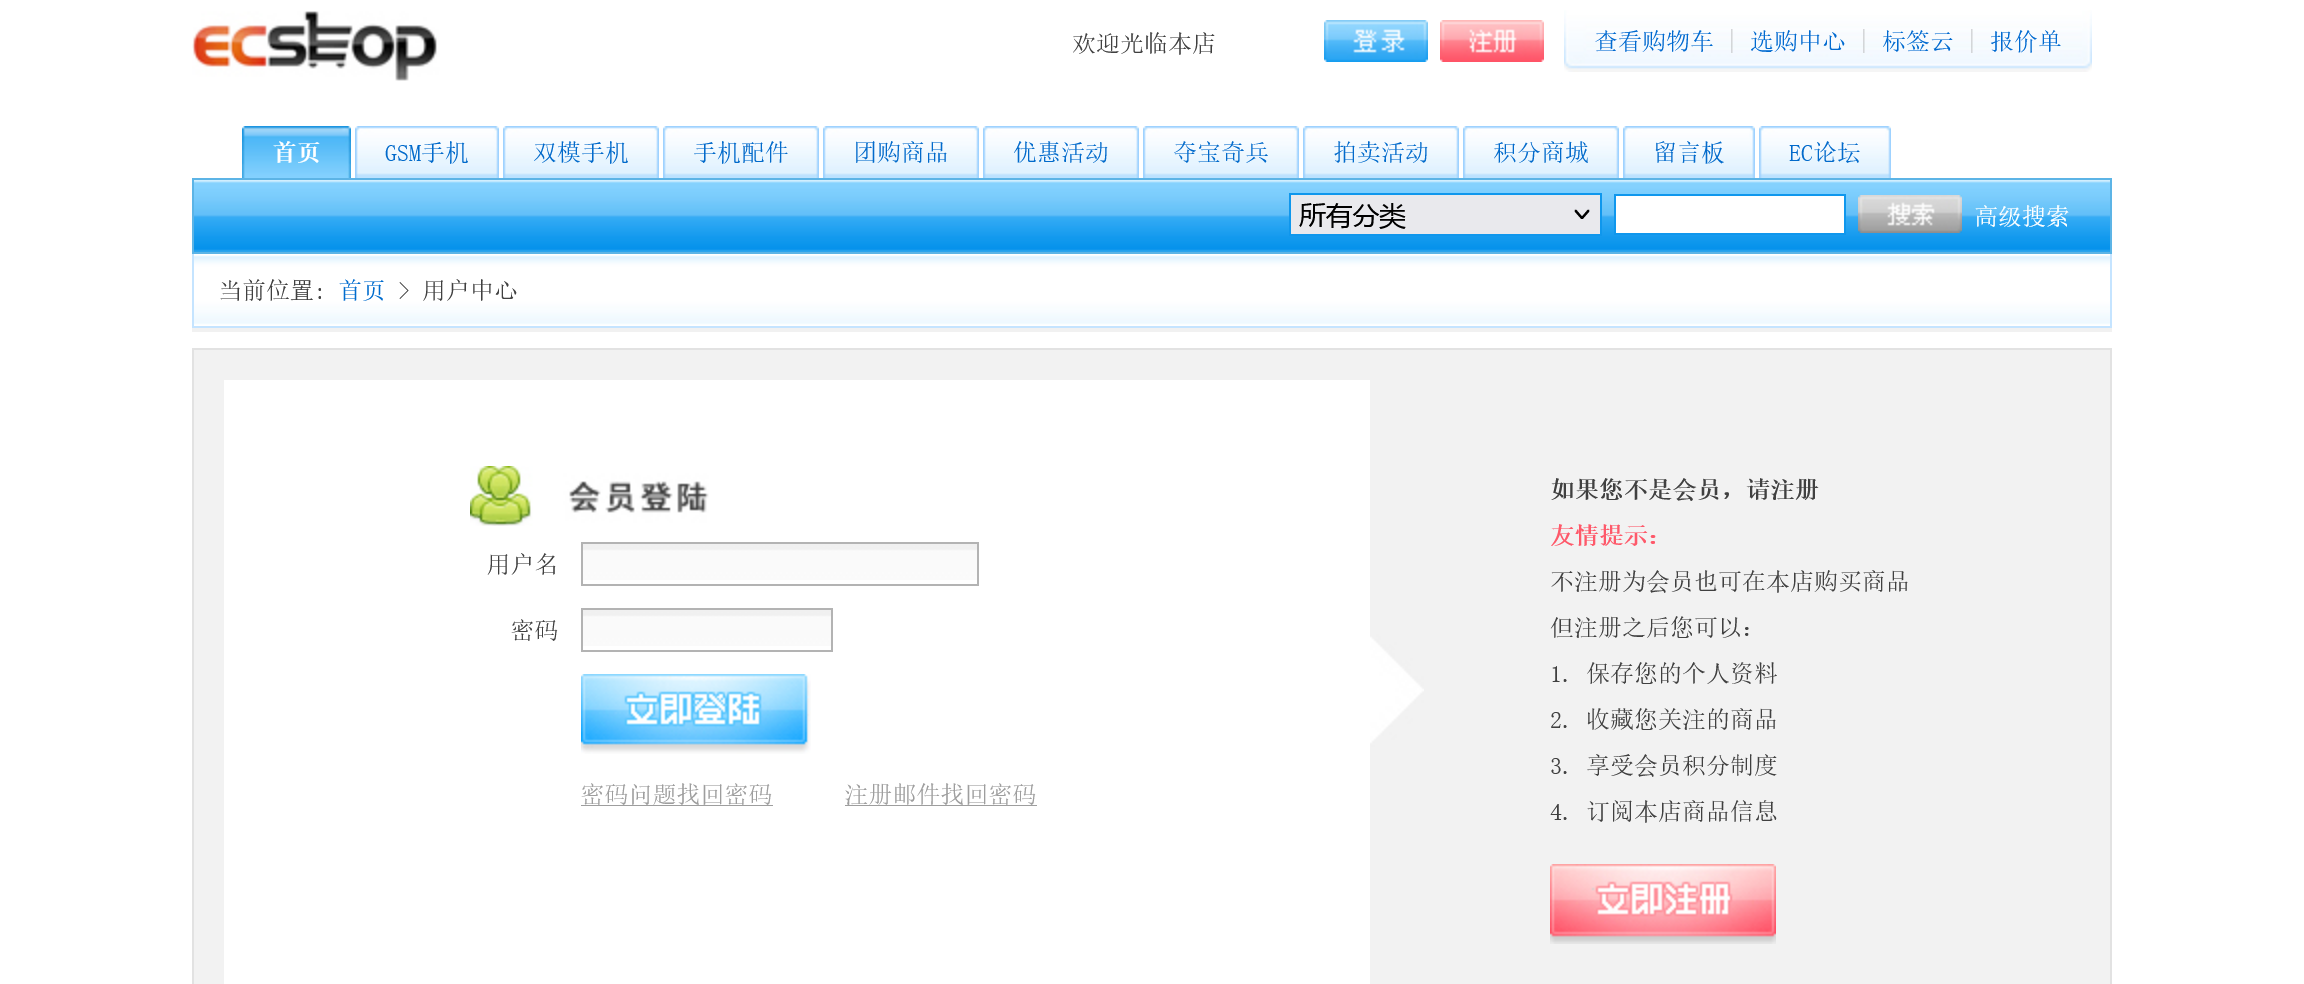 ECSHOP
欢迎光临本店
登录 注册 查看购物车 选购中心 标签云 报价单
首页 GSM手机 双模手机 手机配件 团购商品 优惠活动 夺宝奇兵 拍卖活动 积分商城 留言板 EC论坛
所有分类 搜索 高级搜索
当前位置: 首页 > 用户中心
会员登陆
用户名
密码
立即登陆
密码问题找回密码 注册邮件找回密码
如果您不是会员，请注册
友情提示：
不注册为会员也可在本店购买商品
但注册之后您可以：
1. 保存您的个人资料
2. 收藏您关注的商品
3. 享受会员积分制度
4. 订阅本店商品信息
立即注册